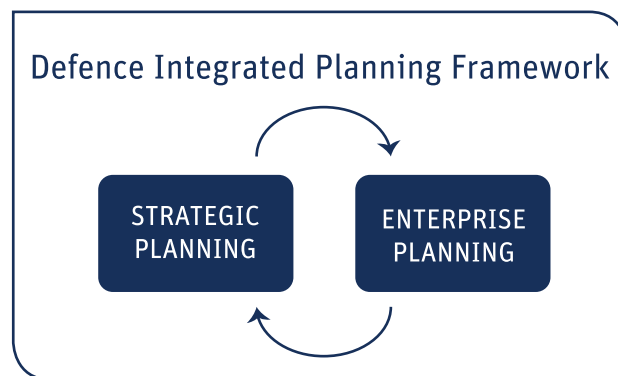 Defence Integrated Planning Framework
STRATEGIC
PLANNING
ENTERPRISE
PLANNING